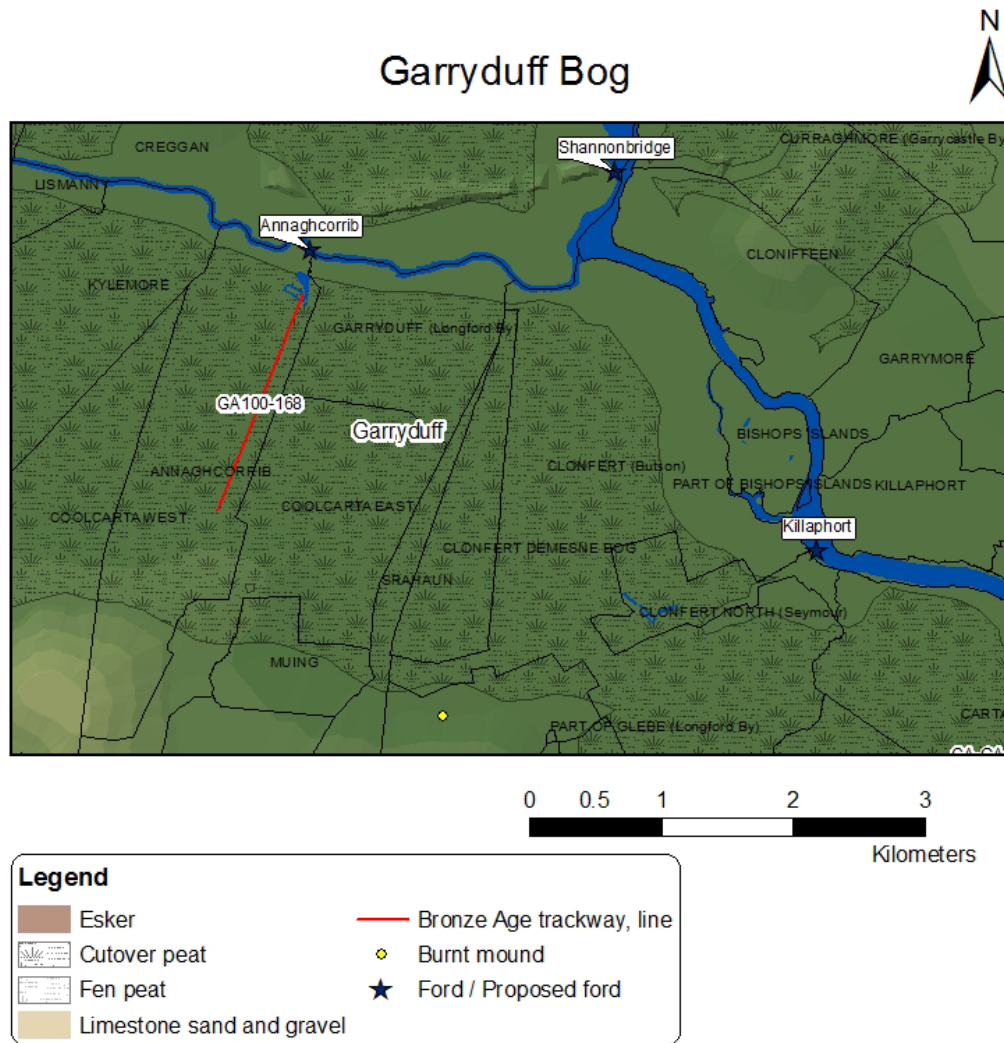 N
Garryduff Bog
Shannonbridge
CURRAGHMORE (Garrycastle By
CREGGAN
LISMANNY
Annaghcorrib
CLONIFFEEN
KYLEMORE
GARRYDUFF (Longford By)
GARRYMORE
GA100-168
Garryduff
BISHOPS ISLANDS
ANNAGHCORRIB
CLONFERT (Butson)
PART OF BISHOPS ISLANDS
KILLAPHORT
COOLCARTA WEST
COOLCARTA EAST
Killaphort
CLONFERT DEMESNE BOG
SRAHAUN
CLONFERT NORTH (Seymour)
MUING
PART OF GLEBE (Longford By)
CARTA
0 0.5 1 2 3
Kilometers
Legend
Esker
Bronze Age trackway, line
Cutover peat
Burnt mound
Fen peat
Ford / Proposed ford
Limestone sand and gravel